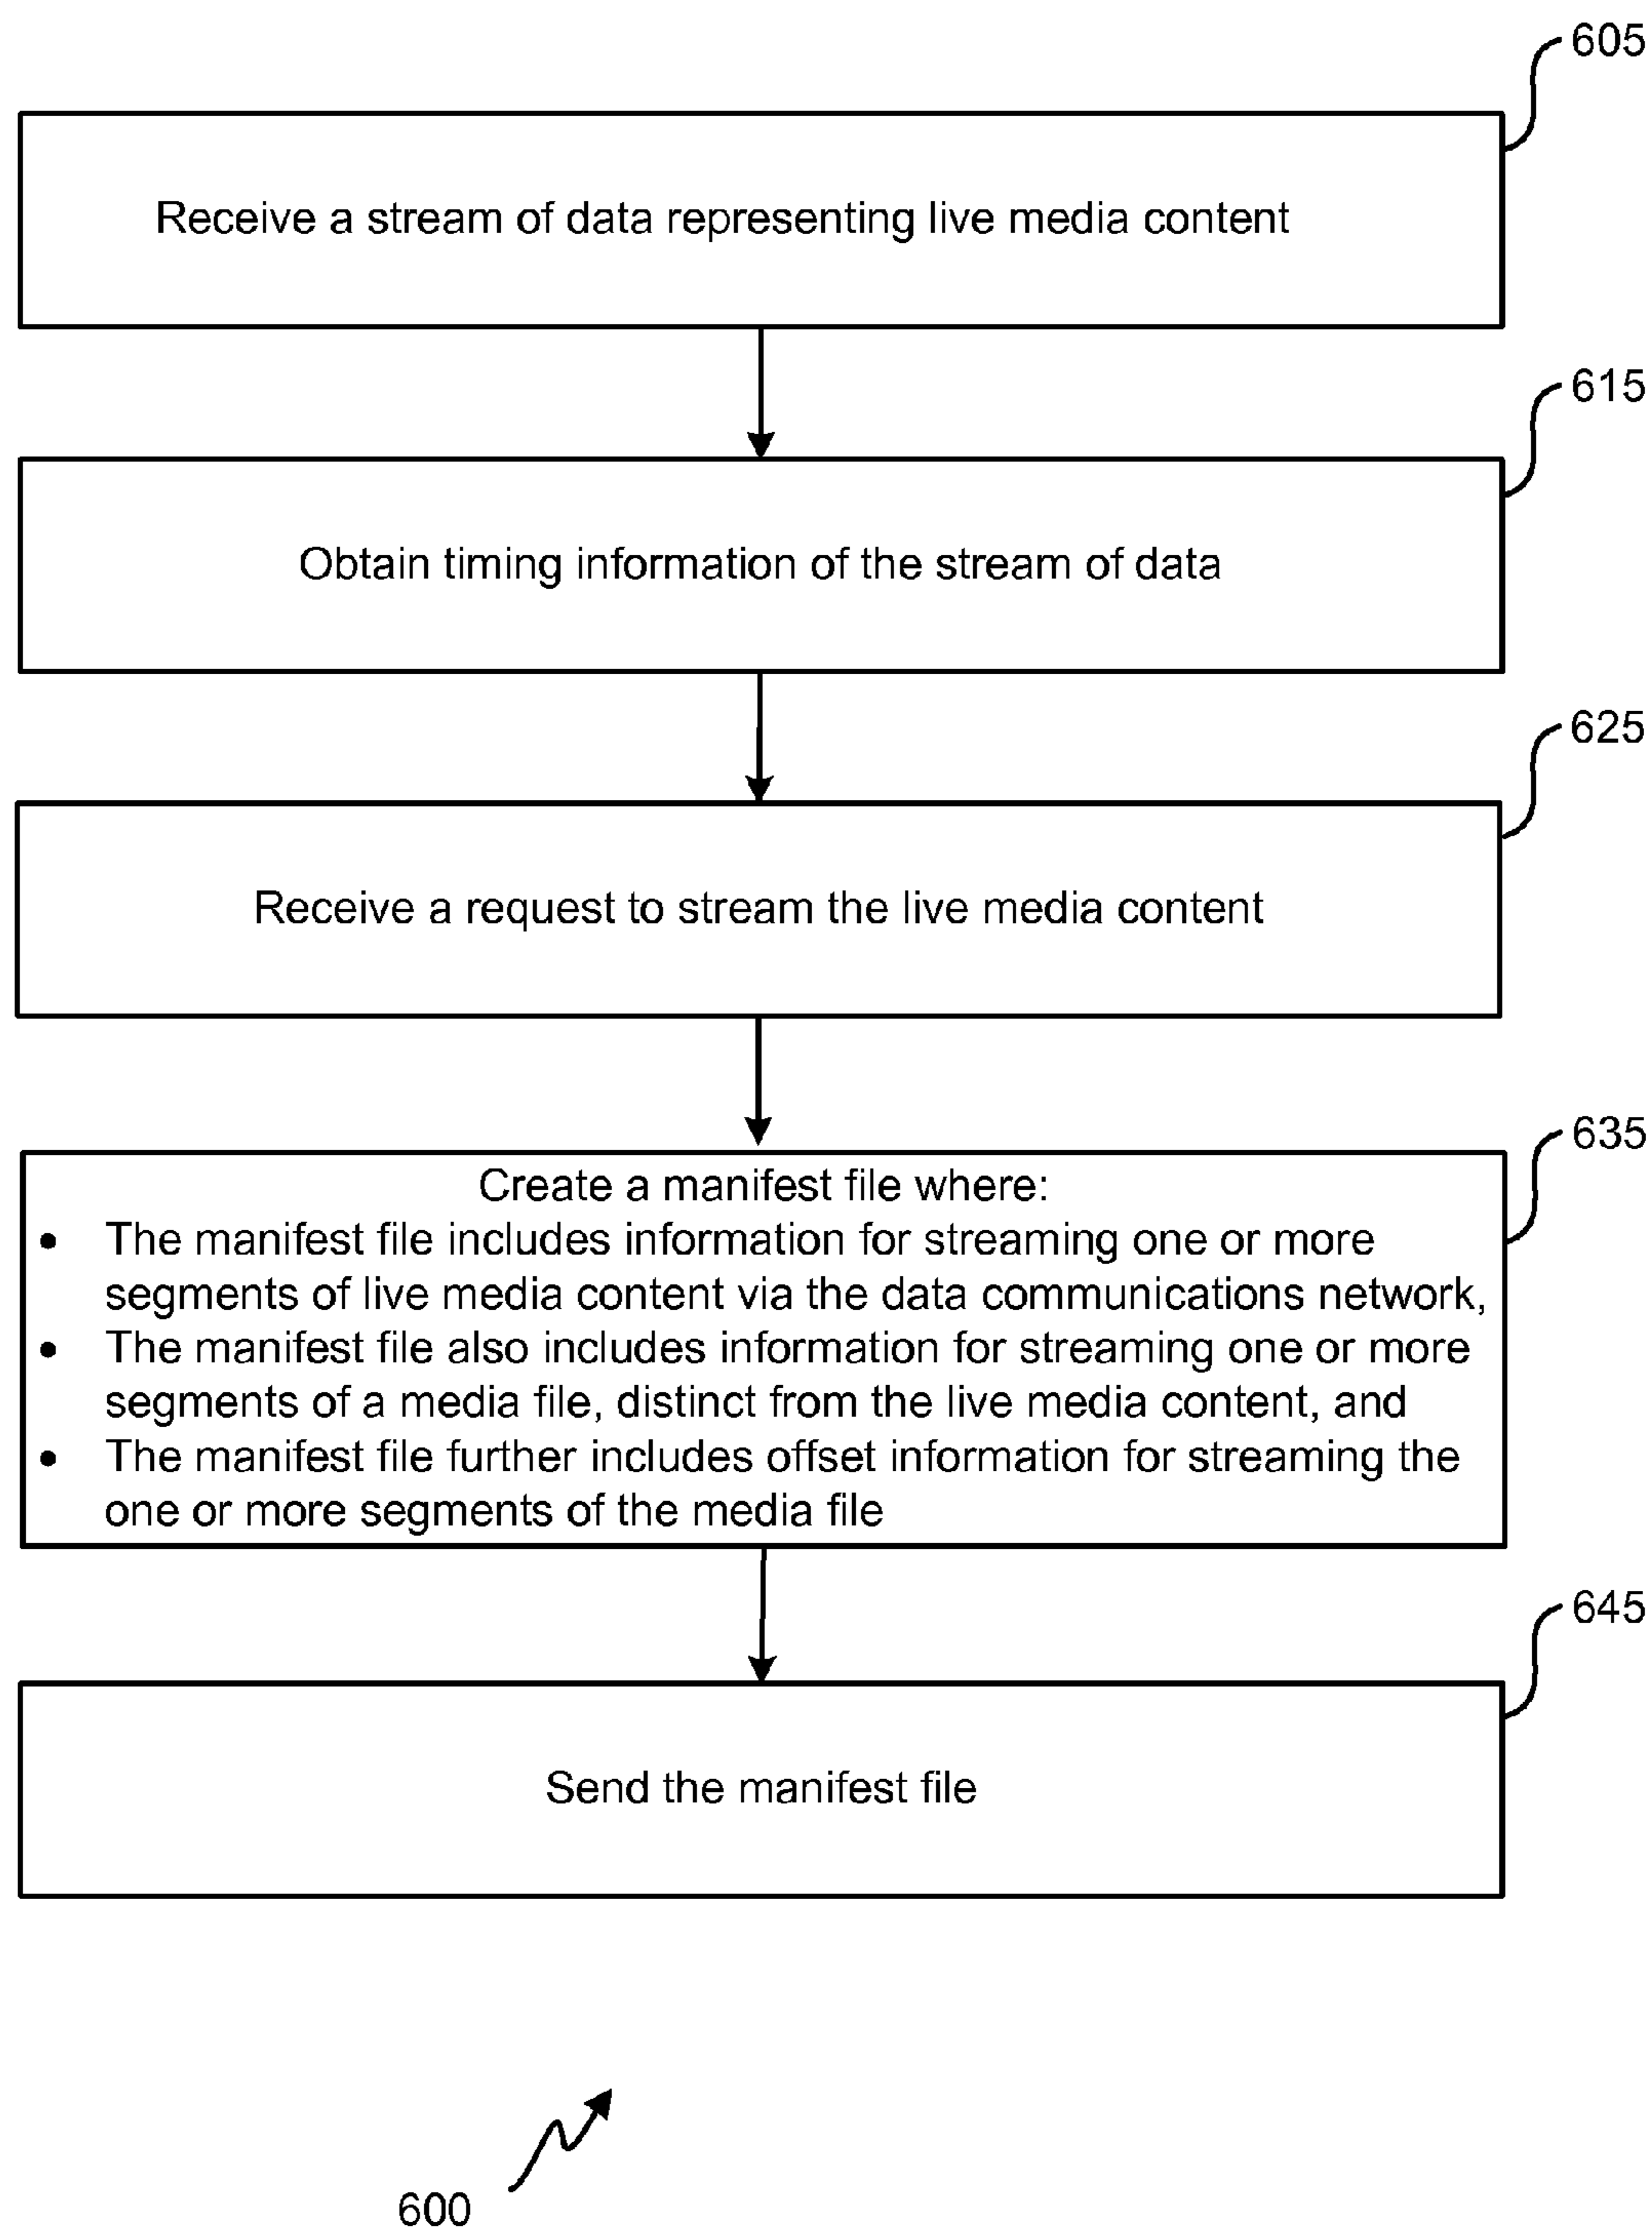 605
Receive a stream of data representing live media content
615
Obtain timing information of the stream of data
625
Receive a request to stream the live media content
635
Create a manifest file where:
• The manifest file includes information for streaming one or more
segments of live media content via the data communications network,
• The manifest file also includes information for streaming one or more
segments of a media file, distinct from the live media content, and
• The manifest file further includes offset information for streaming the
one or more segments of the media file
645
Send the manifest file
600